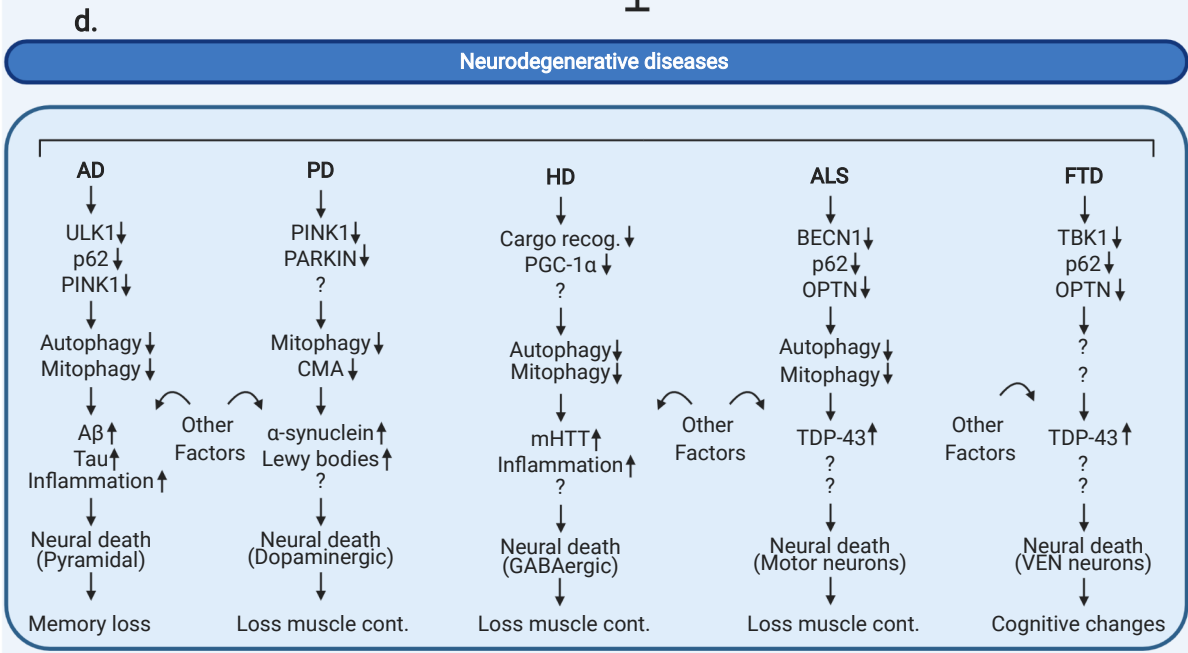 d.
Neurodegenerative diseases
AD
ULK1↓
p62↓
PINK1↓
Autophagy↓
Mitophagy↓
Aβ↑
Tau↑
Inflammation↑
Neural death
(Pyramidal)
Memory loss
Other
Factors
PD
PINK1↓
PARKIN↓
?
Mitophagy↓
CMA↓
α-synuclein↑
Lewy bodies↑
?
Neural death
(Dopaminergic)
Loss muscle cont.
HD
Cargo recog.↓
PGC-1α↓
?
Autophagy↓
Mitophagy↓
mHTT↑
Inflammation↑
?
Neural death
(GABAergic)
Loss muscle cont.
Other
Factors
ALS
BECN1↓
p62↓
OPTN↓
Autophagy↓
Mitophagy↓
TDP-43↑
?
?
Neural death
(Motor neurons)
Loss muscle cont.
Other
Factors
FTD
TBK1↓
p62↓
OPTN↓
?
?
TDP-43↑
?
?
Neural death
(VEN neurons)
Cognitive changes